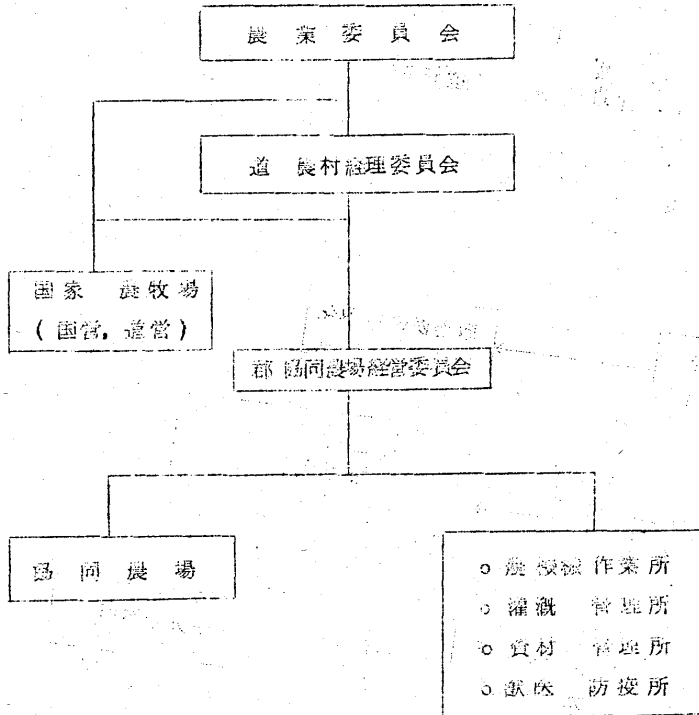 農業委員会
道 農村経理委員会
国家 農牧場
(国営,道営)
郡協同農場経営委員会
協同農場
○農機械作業所
○灌漑 管理所
○資材 管理所
○獣医 防疫所